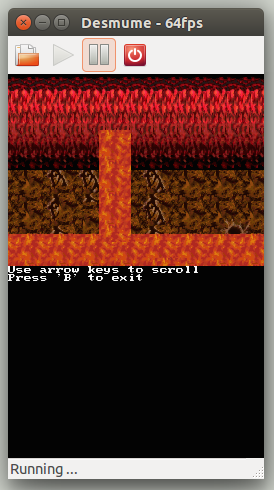 Desmume - 64fps
Use arrow keys to scroll
Press 'B' to exit
Running ...